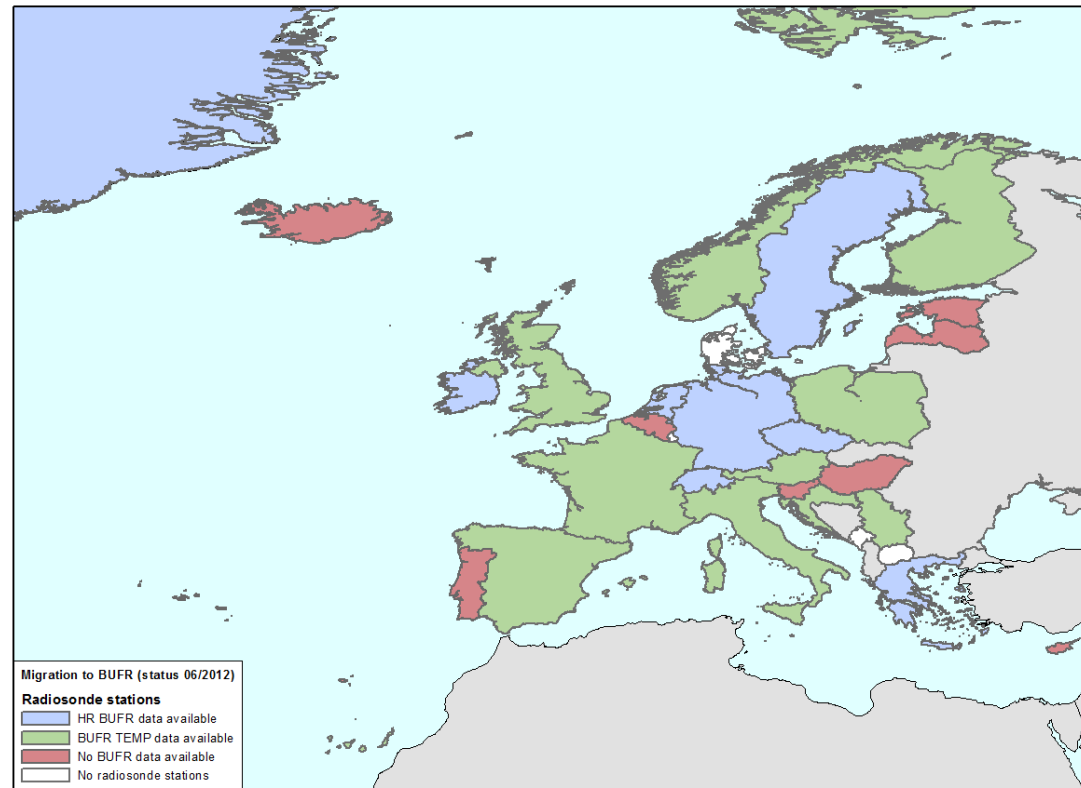 Migration to BUFR (status 06/2012)
Radiosonde stations
HR BUFR data available
BUFR TEMP data available
No BUFR data available
No radiosonde stations